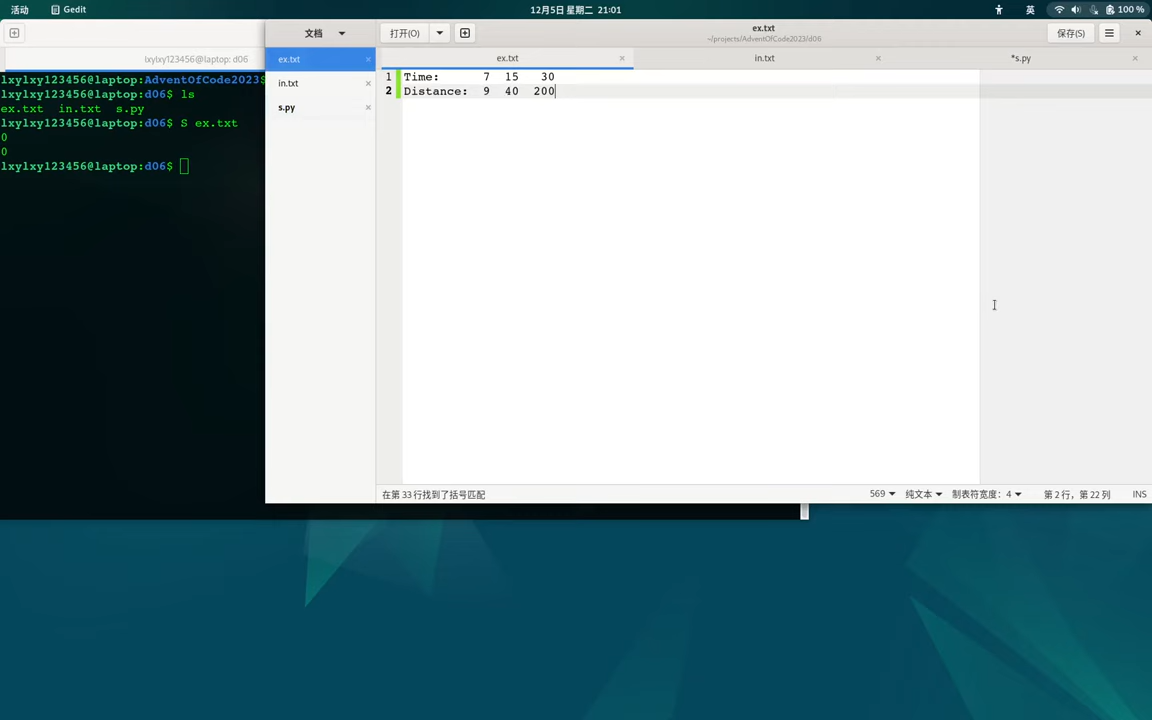 活动
Gedit
12月5日 星期二 21:01
英
100 %
lxylxy123456@laptop: d06
lxylxy123456@laptop:AdventOfCode2023$
lxylxy123456@laptop:d06$ ls
ex.txt in.txt s.py
lxylxy123456@laptop:d06$ S ex.txt
0
0
lxylxy123456@laptop:d06$
文档
ex.txt
in.txt
s.py
打开(O)
ex.txt
~/projects/AdventOfCode2023/d06
保存(S)
ex.txt
in.txt
*s.py
1 Time: 7 15 30
2 Distance: 9 40 200
在第 33 行找到了括号匹配
569
纯文本
制表符宽度：4
第 2 行，第 22 列
INS